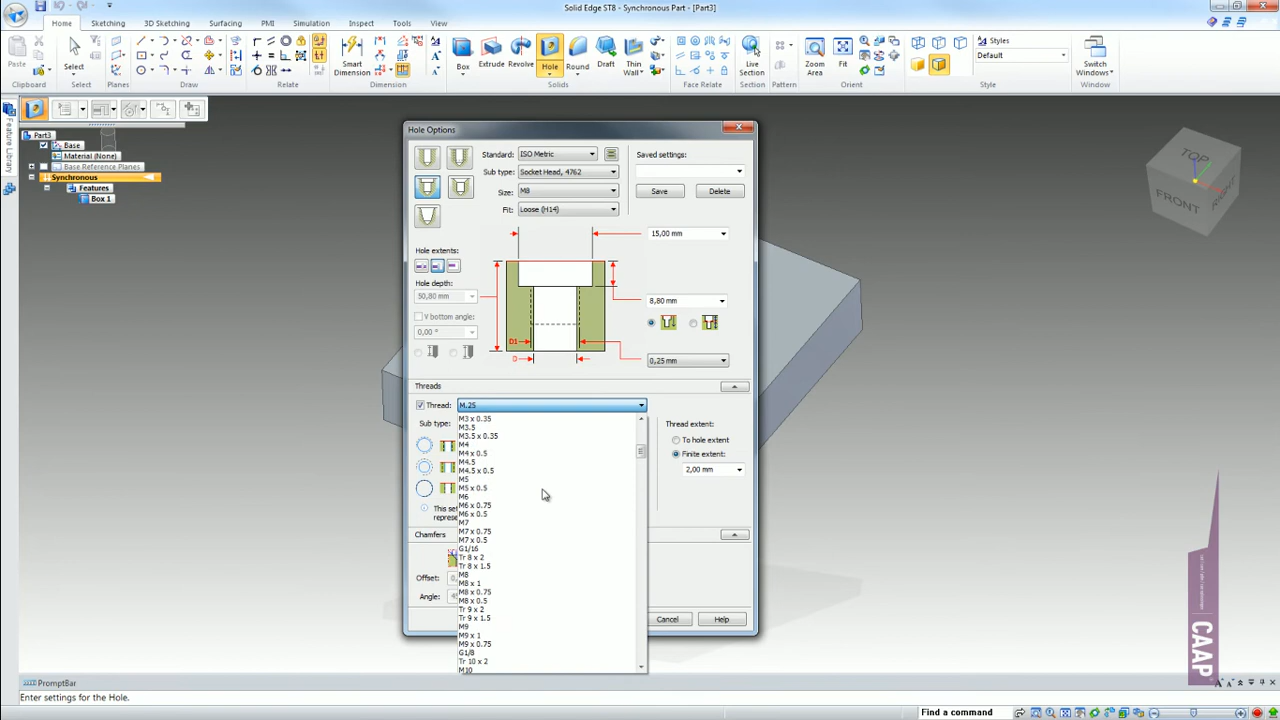 Solid Edge ST8 - Synchronous Part - [Part3]
Home Sketching 3D Sketching Surfacing PMI Simulation Inspect Tools View
Paste
Select
Smart Dimension
Box
Extrude
Revolve
Hole
Round
Draft
Thin Wall
Live Section
Zoom Area
Fit
Styles
Default
Switch Windows
Clipboard Select Planes Draw Relate Dimension Solids Face Relate Section Pattern Orient Style Window
Feature Library
Part3
Base
Material (None)
Base Reference Planes
Synchronous
Features
Box 1
TOP
FRONT
RIGHT
Hole Options
Standard: ISO Metric
Sub type: Socket Head, 4762
Size: M8
Fit: Loose (H14)
Saved settings:
Save Delete
Hole extents:
Hole depth:
50,80 mm
V bottom angle:
0,00 °
15,00 mm
8,80 mm
0,25 mm
D1
D
Threads
Thread: M.25
Sub type:
M3 x 0.35
M3.5
M3.5 x 0.35
M4
M4 x 0.5
M4.5
M4.5 x 0.5
M5
M5 x 0.5
M6
M6 x 0.75
M6 x 0.5
M7
M7 x 0.75
M7 x 0.5
G1/16
Tr 8 x 2
Tr 8 x 1.5
M8
M8 x 1
M8 x 0.75
M8 x 0.5
Tr 9 x 2
Tr 9 x 1.5
M9
M9 x 1
M9 x 0.75
G1/8
Tr 10 x 2
M10
Thread extent:
To hole extent
Finite extent:
2,00 mm
This se
repres
Chamfers
Offset:
Angle:
Cancel Help
CAAP
PromptBar
Enter settings for the Hole.
Find a command